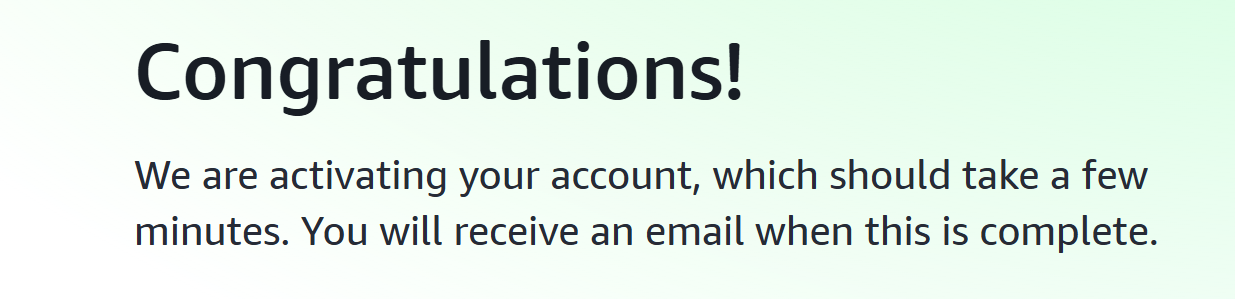 Congratulations!
We are activating your account, which should take a few
minutes. You will receive an email when this is complete.